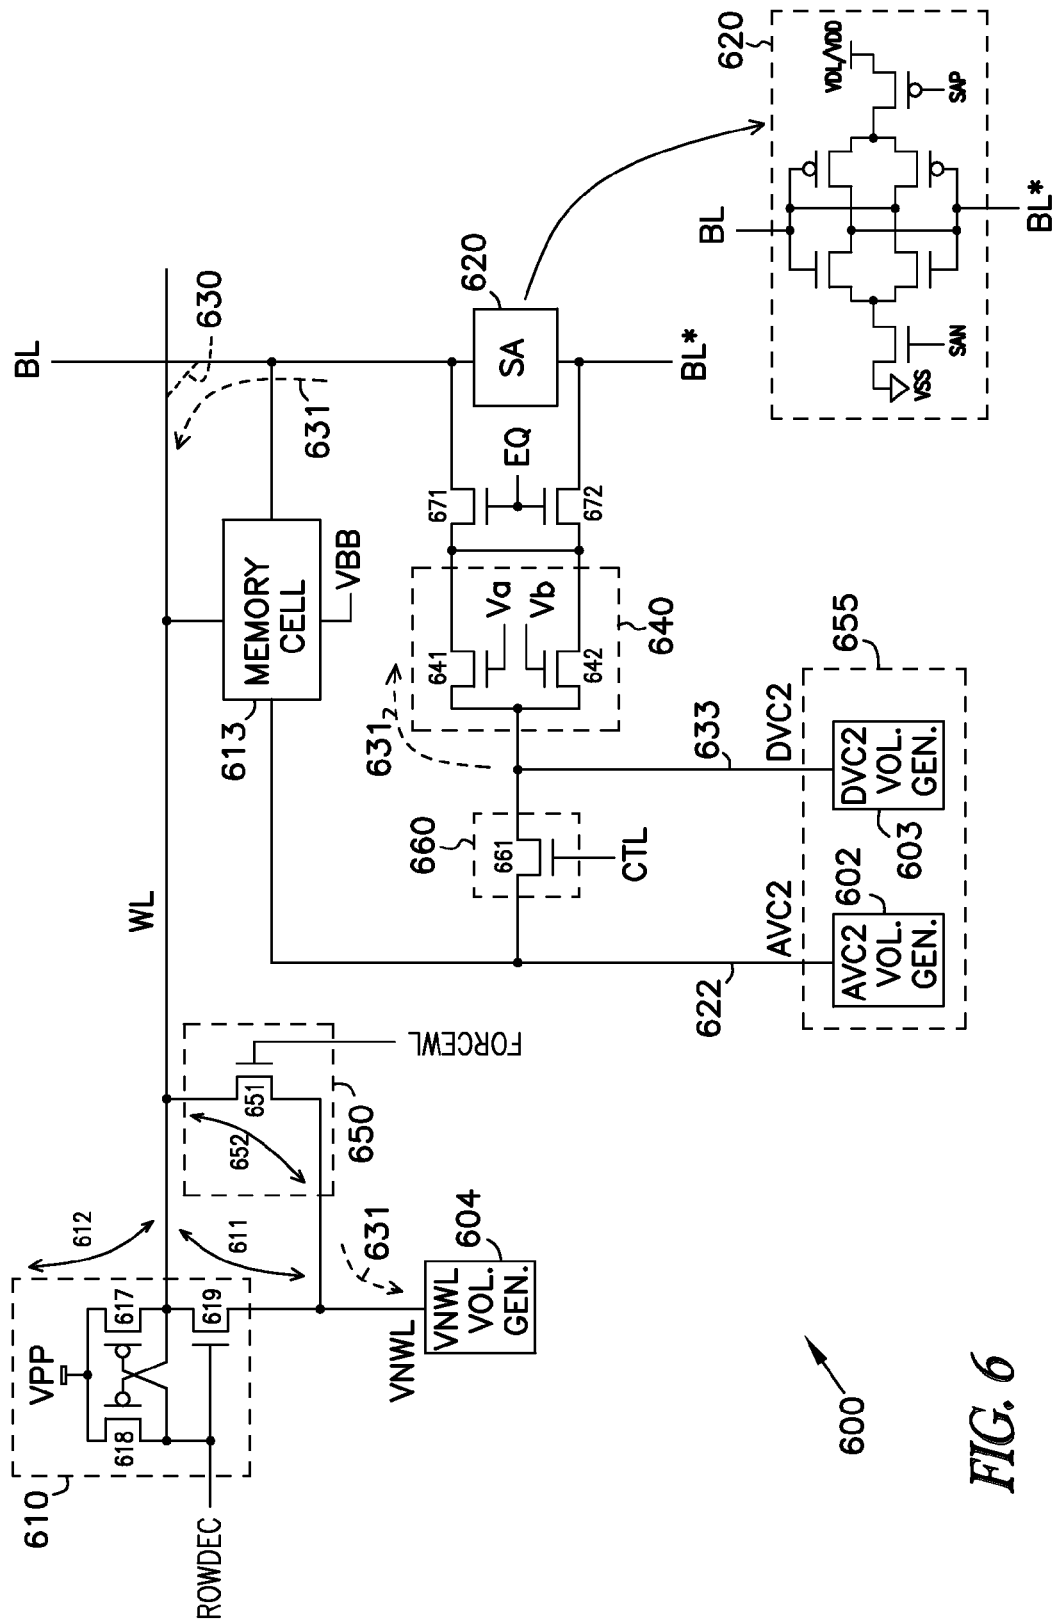 610
VPP
612
618
617
619
611
ROWDEC
VNWL
631
VNWL
VOL.
GEN.
604
652
651
650
FORCEWL
WL
613
MEMORY
CELL
VBB
BL
630
631
631₂
660
661
CTL
641
642
Va
Vb
640
671
672
EQ
SA
620
BL*
622
AVC2
633
DVC2
655
AVC2
VOL.
GEN.
602
DVC2
VOL.
GEN.
603
BL
620
VDL/VDD
SAP
VSS
SAN
BL*
600
FIG. 6